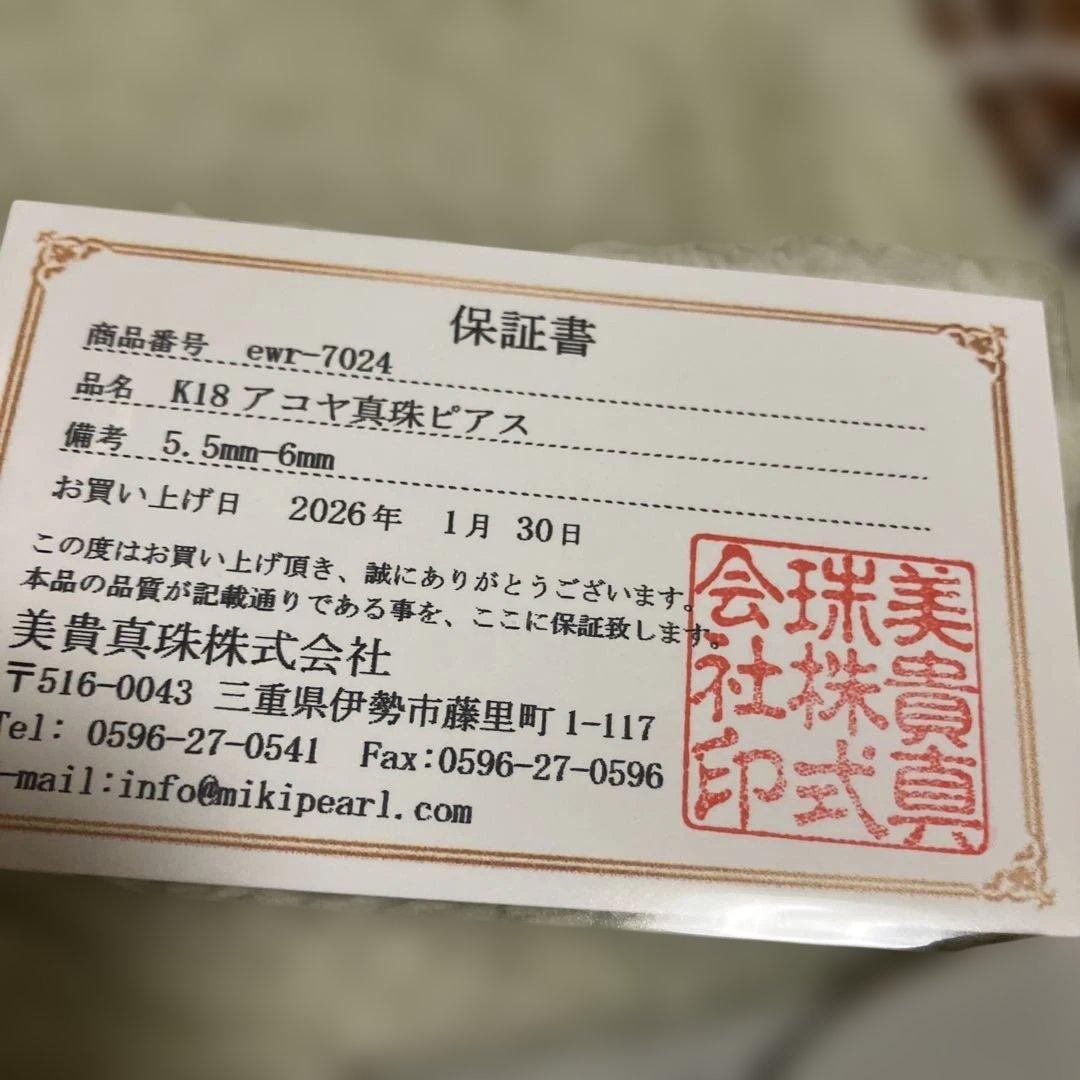 保証書
商品番号 ewr-7024
品名 K18アコヤ真珠ピアス
備考 5.5mm-6mm
お買い上げ日 2026年 1月 30日
この度はお買い上げ頂き、誠にありがとうございます。
本品の品質が記載通りである事を、ここに保証致します。
美貴真珠株式会社
〒516-0043 三重県伊勢市藤里町1-117
Tel: 0596-27-0541 Fax:0596-27-0596
-mail:info@mikipearl.com
美貴真
珠株式
会社印